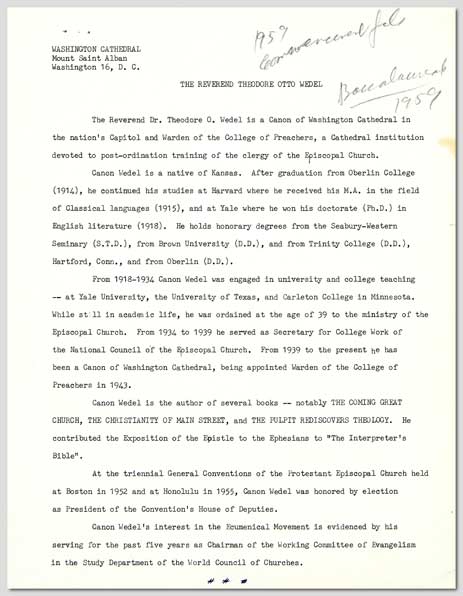 1959
Commencement file
WASHINGTON CATHEDRAL
Mount Saint Alban
Washington 16, D. C.
Baccalaureate
1959
THE REVEREND THEODORE OTTO WEDEL
The Reverend Dr. Theodore O. Wedel is a Canon of Washington Cathedral in
the nation's Capitol and Warden of the College of Preachers, a Cathedral institution
devoted to post-ordination training of the clergy of the Episcopal Church.
Canon Wedel is a native of Kansas. After graduation from Oberlin College
(1914), he continued his studies at Harvard where he received his M.A. in the field
of Classical languages (1915), and at Yale where he won his doctorate (Ph.D.) in
English literature (1918). He holds honorary degrees from the Seabury-Western
Seminary (S.T.D.), from Brown University (D.D.), and from Trinity College (D.D.),
Hartford, Conn., and from Oberlin (D.D.).
From 1918-1934 Canon Wedel was engaged in university and college teaching
-- at Yale University, the University of Texas, and Carleton College in Minnesota.
While still in academic life, he was ordained at the age of 39 to the ministry of the
Episcopal Church. From 1934 to 1939 he served as Secretary for College Work of
the National Council of the Episcopal Church. From 1939 to the present he has
been a Canon of Washington Cathedral, being appointed Warden of the College of
Preachers in 1943.
Canon Wedel is the author of several books -- notably THE COMING GREAT
CHURCH, THE CHRISTIANITY OF MAIN STREET, and THE PULPIT REDISCOVERS THEOLOGY. He
contributed the Exposition of the Epistle to the Ephesians to "The Interpreter's
Bible".
At the triennial General Conventions of the Protestant Episcopal Church held
at Boston in 1952 and at Honolulu in 1955, Canon Wedel was honored by election
as President of the Convention's House of Deputies.
Canon Wedel's interest in the Ecumenical Movement is evidenced by his
serving for the past five years as Chairman of the Working Committee of Evangelism
in the Study Department of the World Council of Churches.
# # #